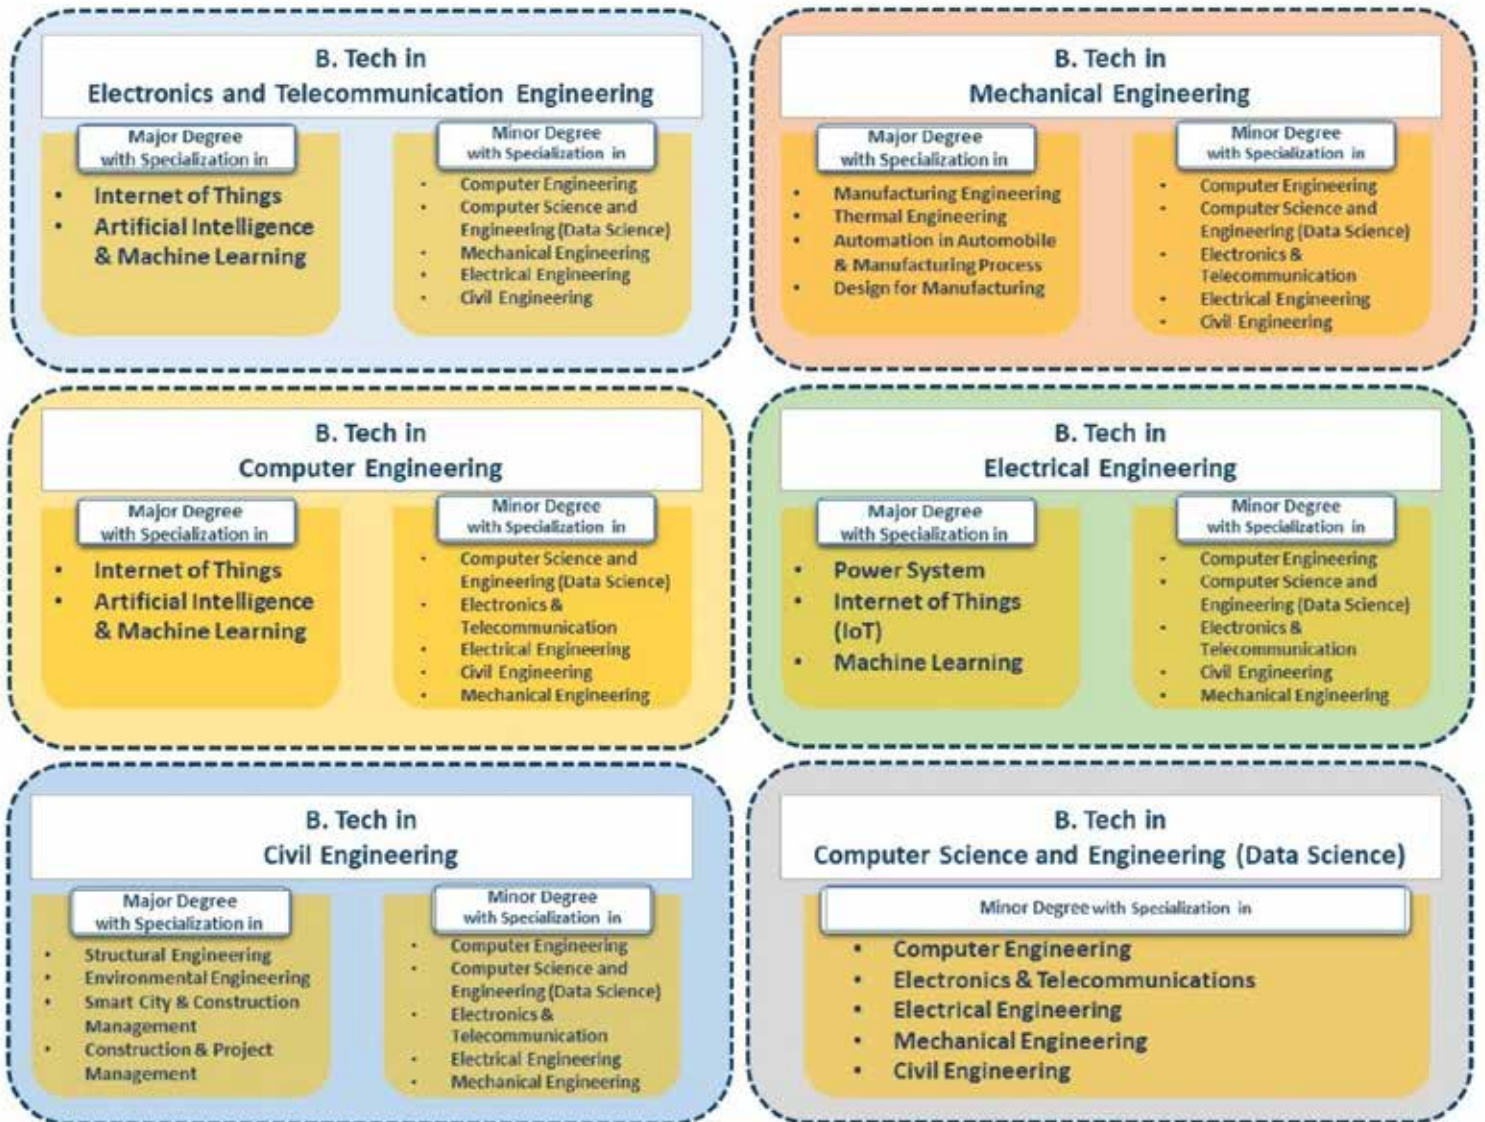 B. Tech in
Electronics and Telecommunication Engineering
Major Degree
with Specialization in
• Internet of Things
• Artificial Intelligence
& Machine Learning
Minor Degree
with Specialization in
• Computer Engineering
• Computer Science and
Engineering (Data Science)
• Mechanical Engineering
• Electrical Engineering
• Civil Engineering
B. Tech in
Mechanical Engineering
Major Degree
with Specialization in
• Manufacturing Engineering
• Thermal Engineering
• Automation in Automobile
& Manufacturing Process
• Design for Manufacturing
Minor Degree
with Specialization in
• Computer Engineering
• Computer Science and
Engineering (Data Science)
• Electronics &
Telecommunication
• Electrical Engineering
• Civil Engineering
B. Tech in
Computer Engineering
Major Degree
with Specialization in
• Internet of Things
• Artificial Intelligence
& Machine Learning
Minor Degree
with Specialization in
• Computer Science and
Engineering (Data Science)
• Electronics &
Telecommunication
• Electrical Engineering
• Civil Engineering
• Mechanical Engineering
B. Tech in
Electrical Engineering
Major Degree
with Specialization in
• Power System
• Internet of Things
(IoT)
• Machine Learning
Minor Degree
with Specialization in
• Computer Engineering
• Computer Science and
Engineering (Data Science)
• Electronics &
Telecommunication
• Civil Engineering
• Mechanical Engineering
B. Tech in
Civil Engineering
Major Degree
with Specialization in
• Structural Engineering
• Environmental Engineering
• Smart City & Construction
Management
• Construction & Project
Management
Minor Degree
with Specialization in
• Computer Engineering
• Computer Science and
Engineering (Data Science)
• Electronics &
Telecommunication
• Electrical Engineering
• Mechanical Engineering
B. Tech in
Computer Science and Engineering (Data Science)
Minor Degree with Specialization in
• Computer Engineering
• Electronics & Telecommunications
• Electrical Engineering
• Mechanical Engineering
• Civil Engineering